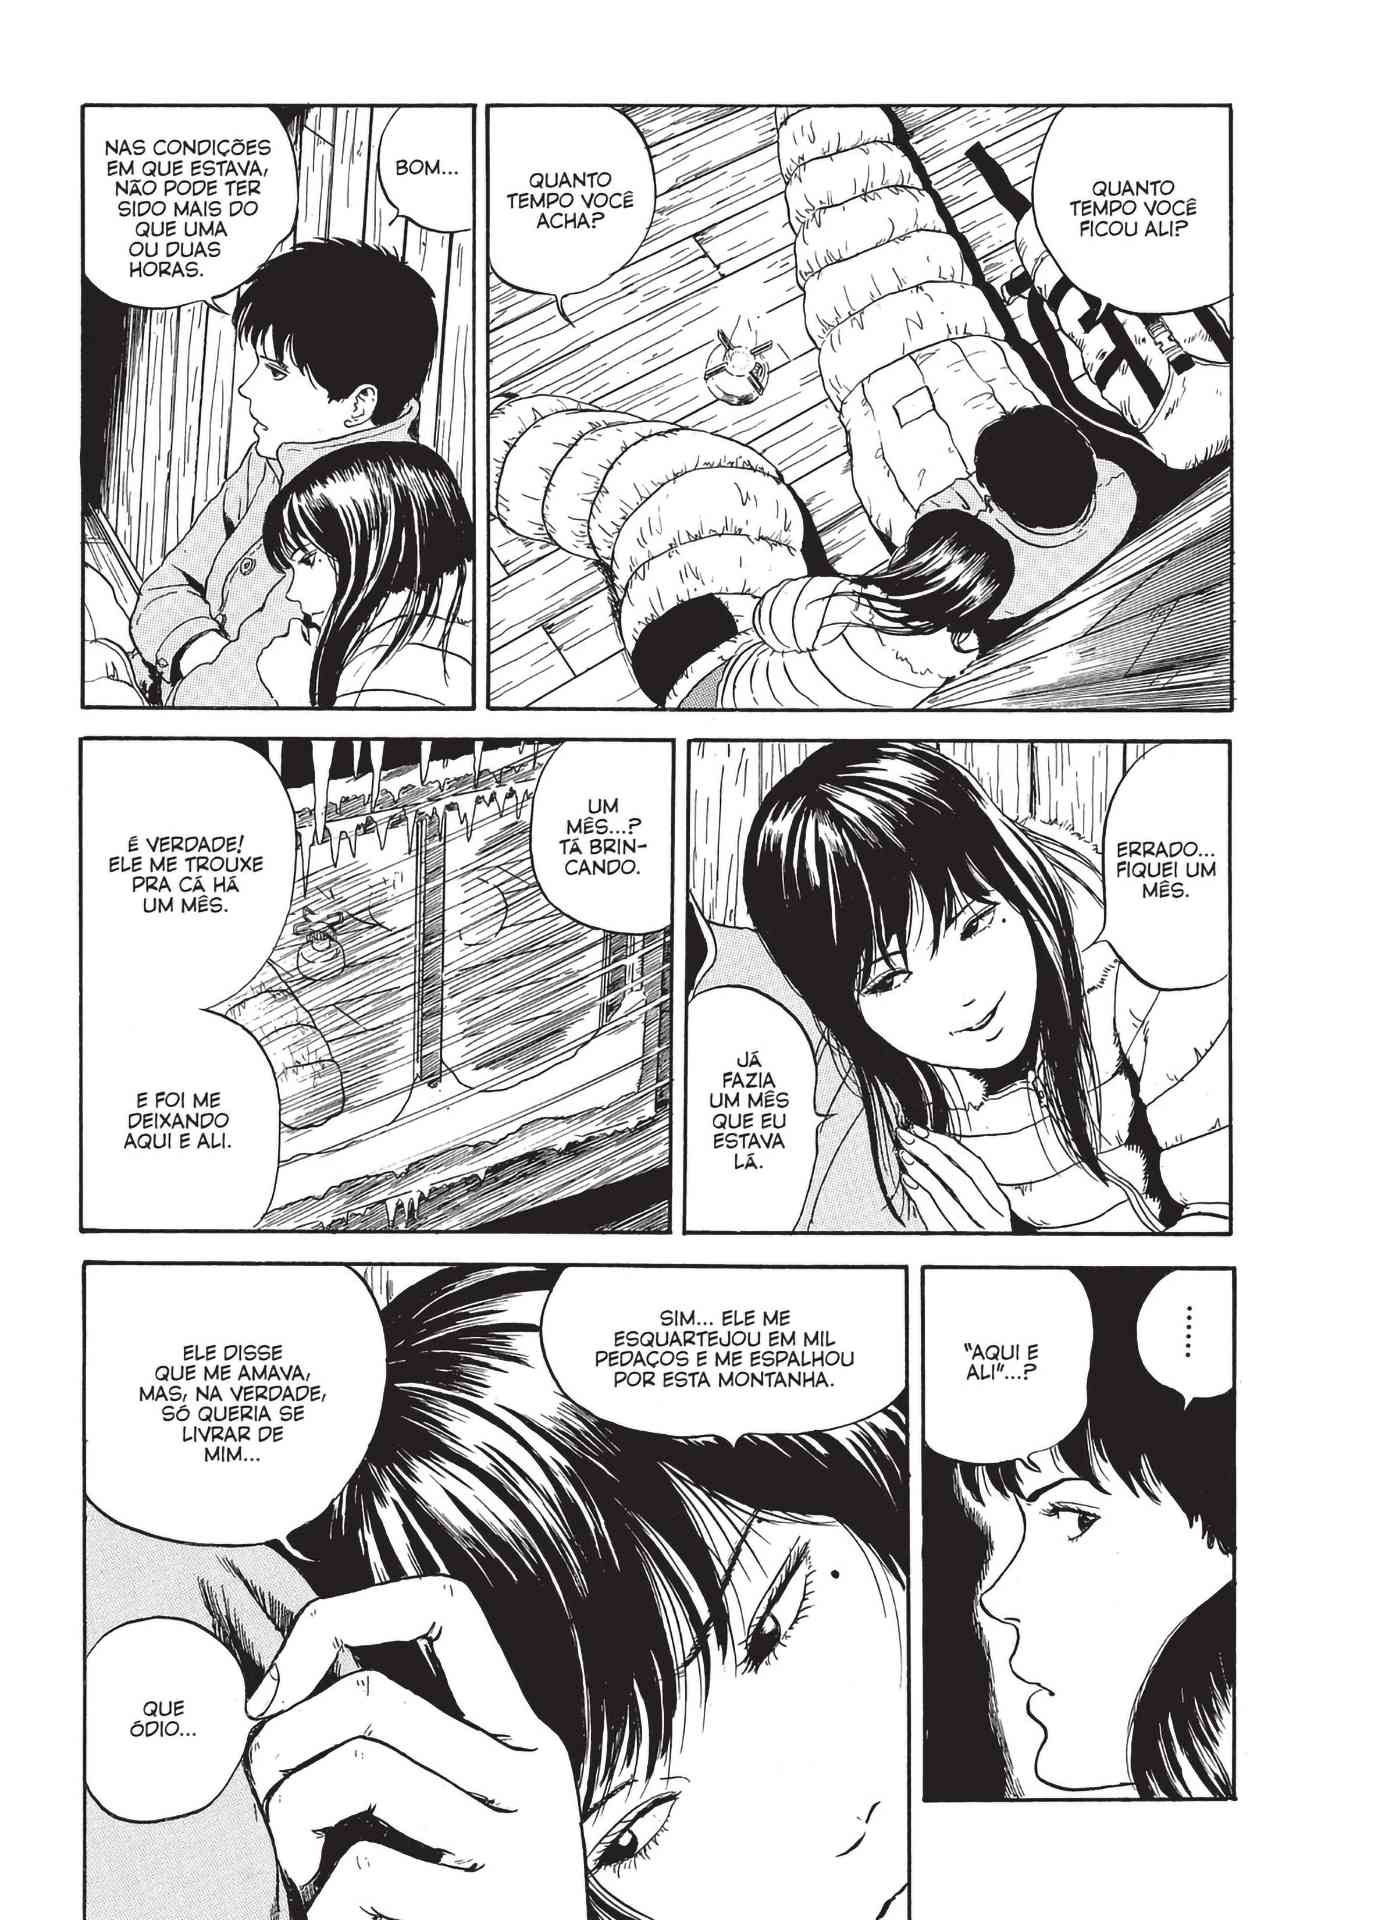 QUANTO
TEMPO VOCÊ
FICOU ALI?
QUANTO
TEMPO VOCÊ
ACHA?
BOM...
NAS CONDIÇÕES
EM QUE ESTAVA,
NÃO PODE TER
SIDO MAIS DO
QUE UMA
OU DUAS
HORAS.
ERRADO...
FIQUEI UM
MÊS.
JÁ
FAZIA
UM MÊS
QUE EU
ESTAVA
LÁ.
UM
MÊS...?
TÁ BRIN-
CANDO.
É VERDADE!
ELE ME TROUXE
PRA CÁ HÁ
UM MÊS.
E FOI ME
DEIXANDO
AQUI E ALI.
......
“AQUI E
ALI”...?
SIM... ELE ME
ESQUARTEJOU EM MIL
PEDAÇOS E ME ESPALHOU
POR ESTA MONTANHA.
ELE DISSE
QUE ME AMAVA,
MAS, NA VERDADE,
SÓ QUERIA SE
LIVRAR DE
MIM...
QUE
ÓDIO...